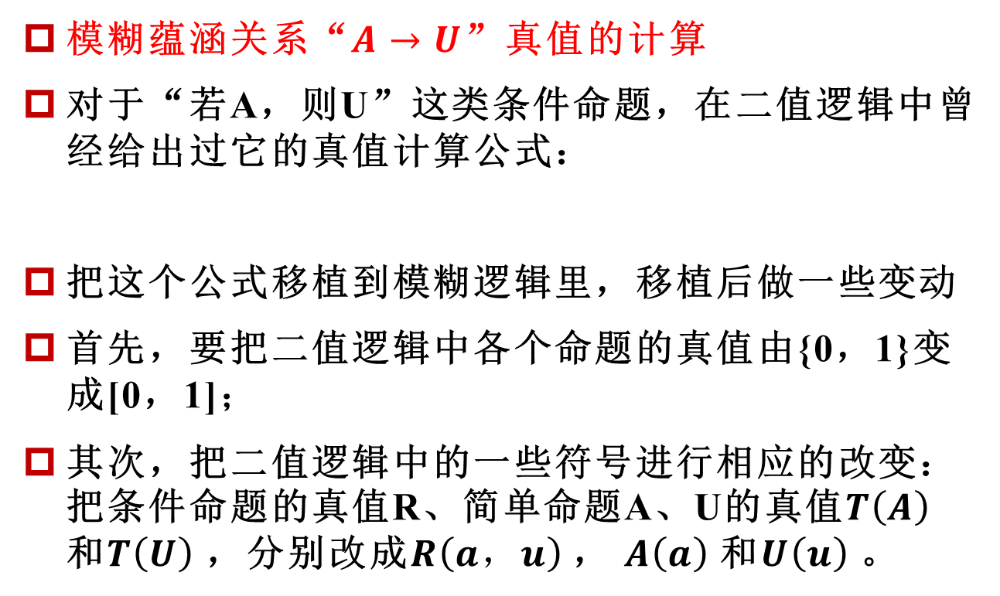 模糊蕴涵关系“A → U”真值的计算
对于“若A，则U”这类条件命题，在二值逻辑中曾
经给出过它的真值计算公式：
把这个公式移植到模糊逻辑里，移植后做一些变动
首先，要把二值逻辑中各个命题的真值由{0，1}变
成[0，1]；
其次，把二值逻辑中的一些符号进行相应的改变：
把条件命题的真值R、简单命题A、U的真值T(A)
和T(U)，分别改成R(a，u)， A(a)和U(u)。